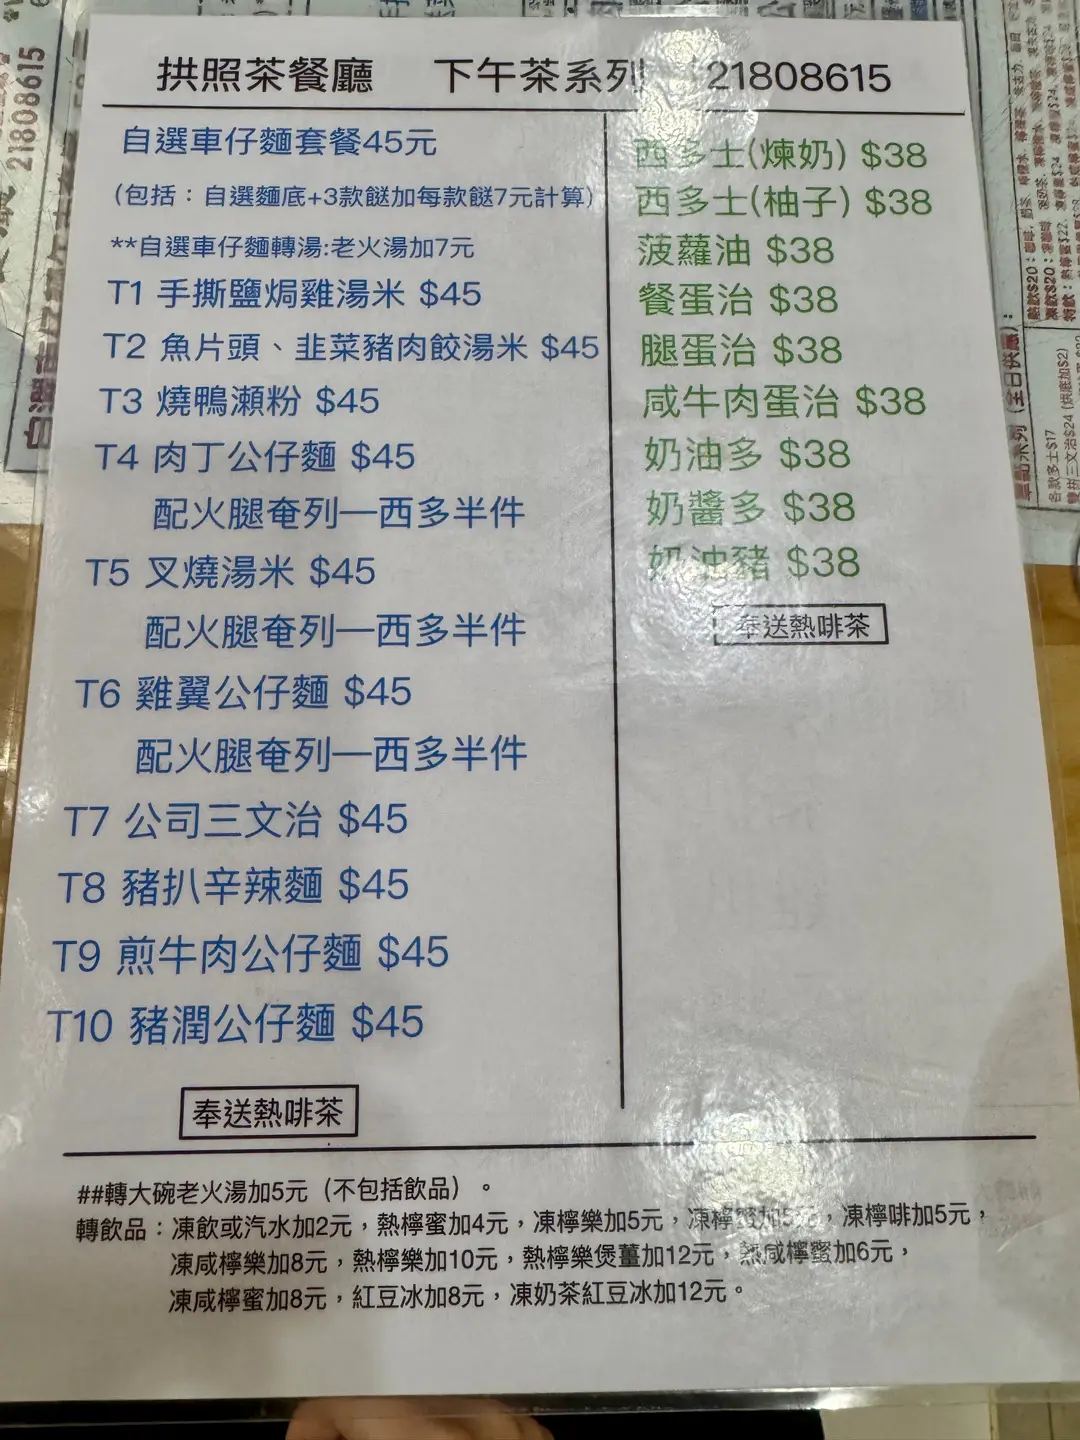 拱照茶餐廳 下午茶系列 21808615
自選車仔麵套餐45元
(包括：自選麵底+3款餸加每款餸7元計算)
**自選車仔麵轉湯:老火湯加7元
T1 手撕鹽焗雞湯米 $45
T2 魚片頭、韭菜豬肉餃湯米 $45
T3 燒鴨瀬粉 $45
T4 肉丁公仔麵 $45
配火腿奄列—西多半件
T5 叉燒湯米 $45
配火腿奄列—西多半件
T6 雞翼公仔麵 $45
配火腿奄列—西多半件
T7 公司三文治 $45
T8 豬扒辛辣麵 $45
T9 煎牛肉公仔麵 $45
T10 豬潤公仔麵 $45
奉送熱啡茶
西多士(煉奶) $38
西多士(柚子) $38
菠蘿油 $38
餐蛋治 $38
腿蛋治 $38
咸牛肉蛋治 $38
奶油多 $38
奶醬多 $38
奶油豬 $38
奉送熱啡茶
##轉大碗老火湯加5元（不包括飲品）。
轉飲品：凍飲或汽水加2元，熱檸蜜加4元，凍檸樂加5元，凍檸蜜加5元，凍檸啡加5元，
凍咸檸樂加8元，熱檸樂加10元，熱檸樂煲薑加12元，熱咸檸蜜加6元，
凍咸檸蜜加8元，紅豆冰加8元，凍奶茶紅豆冰加12元。
21808615
各款多士$17